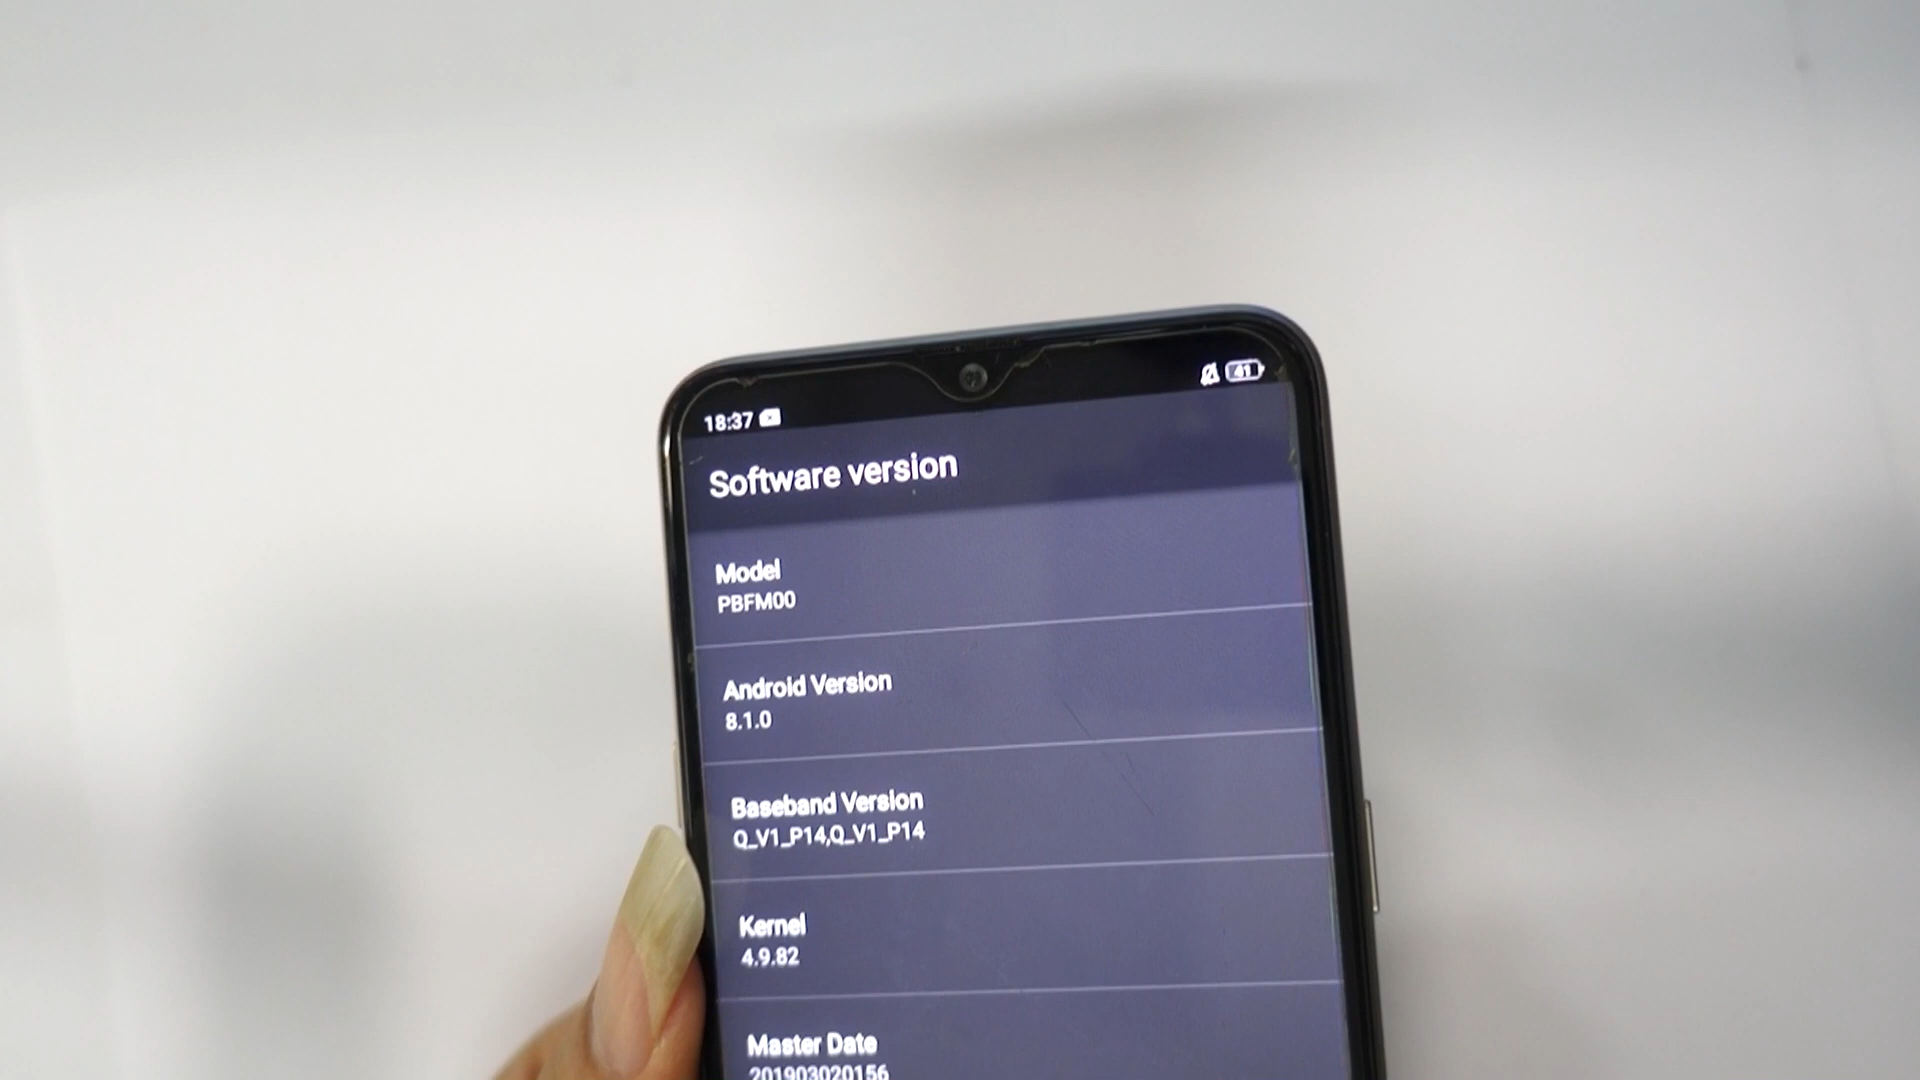 18:37
41
Software version
Model
PBFM00
Android Version
8.1.0
Baseband Version
Q_V1_P14,Q_V1_P14
Kernel
4.9.82
Master Date
201903020156